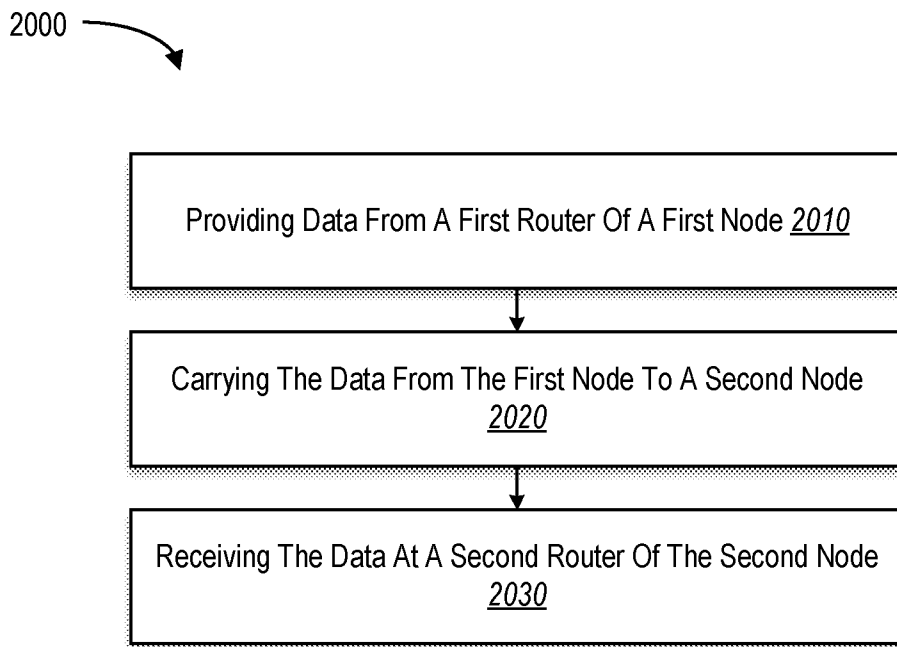 2000
Providing Data From A First Router Of A First Node 2010
Carrying The Data From The First Node To A Second Node
2020
Receiving The Data At A Second Router Of The Second Node
2030